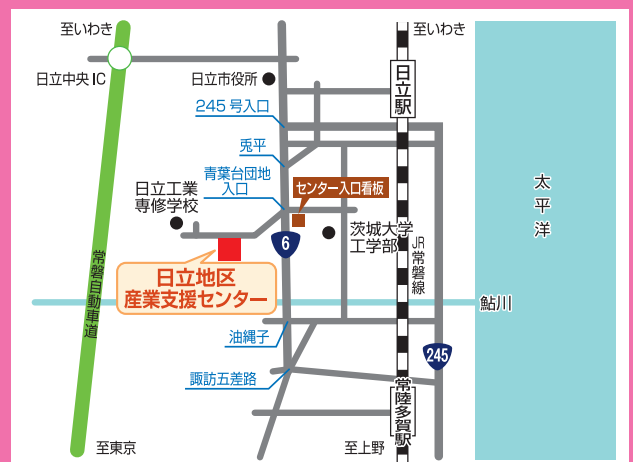 至いわき
至いわき
日立中央IC
日立市役所
日立駅
245号入口
兎平
青葉台団地
入口
センター入口看板
日立工業
専修学校
茨城大学
工学部
太平洋
6
JR常磐線
日立地区
産業支援センター
常磐自動車道
鮎川
油縄子
245
諏訪五差路
常陸多賀駅
至東京
至上野